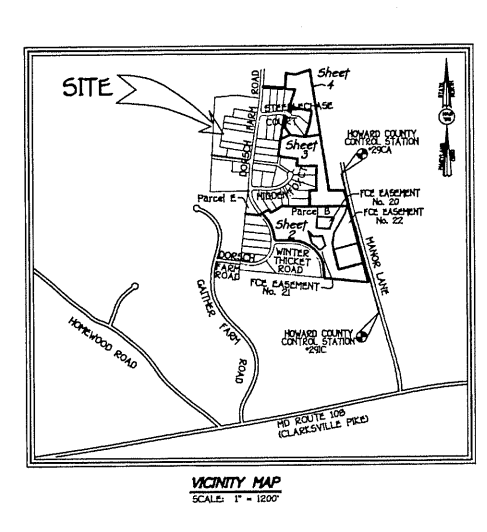 SITE
Sheet
4
ROAD
FARM
DORSCH
STEEPLECHASE
COURT
Sheet
3
HOWARD COUNTY
CONTROL STATION
*29CA
HIDDEN
Parcel E
Parcel B
FCE EASEMENT
No. 20
FCE EASEMENT
No. 22
Sheet
2
WINTER
THICKET
ROAD
DORSCH
FARM
ROAD
FCE EASEMENT
No. 21
MANOR LANE
GAITHER FARM ROAD
HOMEWOOD ROAD
HOWARD COUNTY
CONTROL STATION
*291C
MD ROUTE 108
(CLARKSVILLE PIKE)
VICINITY MAP
SCALE: 1" = 1200'